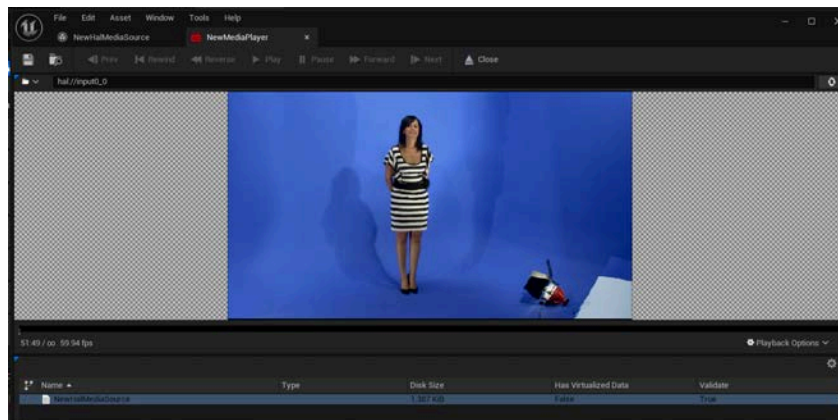 File Edit Asset Window Tools Help
NewHalMediaSource NewMediaPlayer
Prev Rewind Reverse Play Pause Forward Next Close
hal://input0_0
51:49 / oo 59.94 fps Playback Options
Name Type Disk Size Has Virtualized Data Validate
NewHalMediaSource 1,387 KiB False True